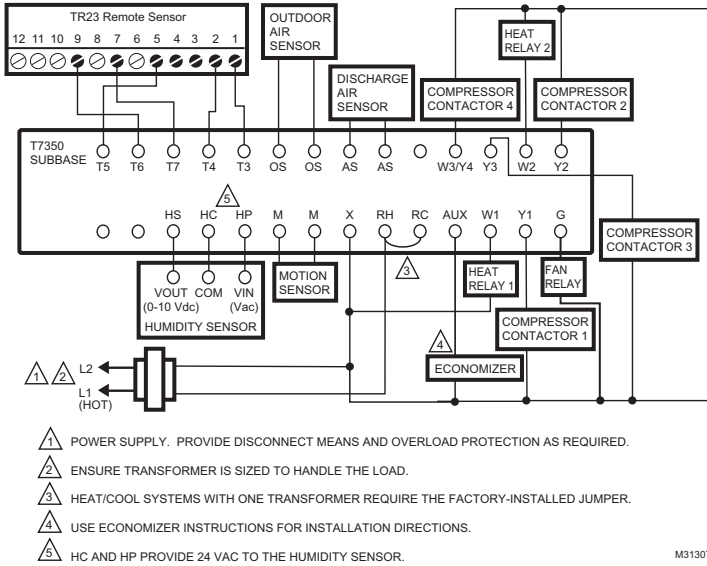 TR23 Remote Sensor
12 11 10 9 8 7 6 5 4 3 2 1
OUTDOOR
AIR
SENSOR
DISCHARGE
AIR
SENSOR
COMPRESSOR
CONTACTOR 4
HEAT
RELAY 2
COMPRESSOR
CONTACTOR 2
T7350
SUBBASE
T5 T6 T7 T4 T3 OS OS AS AS W3/Y4 Y3 W2 Y2
5
HS HC HP M M X RH RC AUX W1 Y1 G
3
COMPRESSOR
CONTACTOR 3
VOUT COM VIN
(0-10 Vdc) (Vac)
HUMIDITY SENSOR
MOTION
SENSOR
HEAT
RELAY 1
FAN
RELAY
COMPRESSOR
CONTACTOR 1
4
ECONOMIZER
1 2 L2
L1
(HOT)
1 POWER SUPPLY. PROVIDE DISCONNECT MEANS AND OVERLOAD PROTECTION AS REQUIRED.
2 ENSURE TRANSFORMER IS SIZED TO HANDLE THE LOAD.
3 HEAT/COOL SYSTEMS WITH ONE TRANSFORMER REQUIRE THE FACTORY-INSTALLED JUMPER.
4 USE ECONOMIZER INSTRUCTIONS FOR INSTALLATION DIRECTIONS.
5 HC AND HP PROVIDE 24 VAC TO THE HUMIDITY SENSOR.
M31307